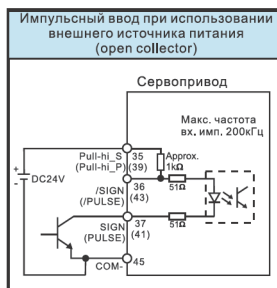 Импульсный ввод при использовании
внешнего источника питания
(open collector)
Сервопривод
Макс. частота
вх. имп. 200кГц
Pull-hi_S 35
(Pull-hi_P) (39)
Approx.
1kΩ
DC24V
/SIGN 36
(/PULSE) (43)
51Ω
SIGN 37
(PULSE) (41)
51Ω
COM- 45